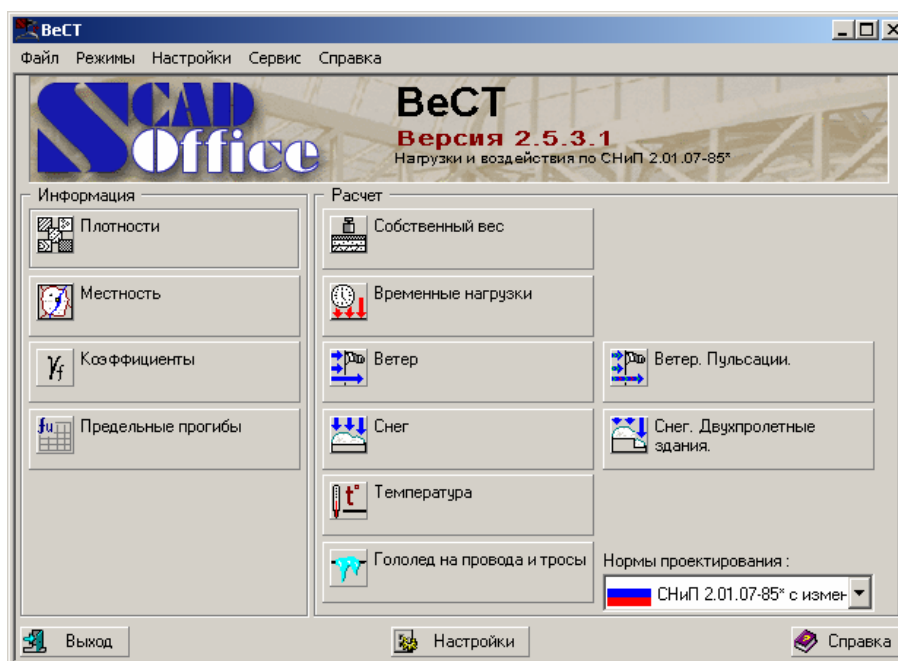 ВеСТ
Файл Режимы Настройки Сервис Справка
SCAD
Office
ВеСТ
Версия 2.5.3.1
Нагрузки и воздействия по СНиП 2.01.07-85*
Информация
Расчет
Плотности
Собственный вес
Местность
Временные нагрузки
γf Коэффициенты
Ветер
Ветер. Пульсации.
fu Предельные прогибы
Снег
Снег. Двухпролетные
здания.
t° Температура
Гололед на провода и тросы
Нормы проектирования :
СНиП 2.01.07-85* с измен
Выход
Настройки
Справка